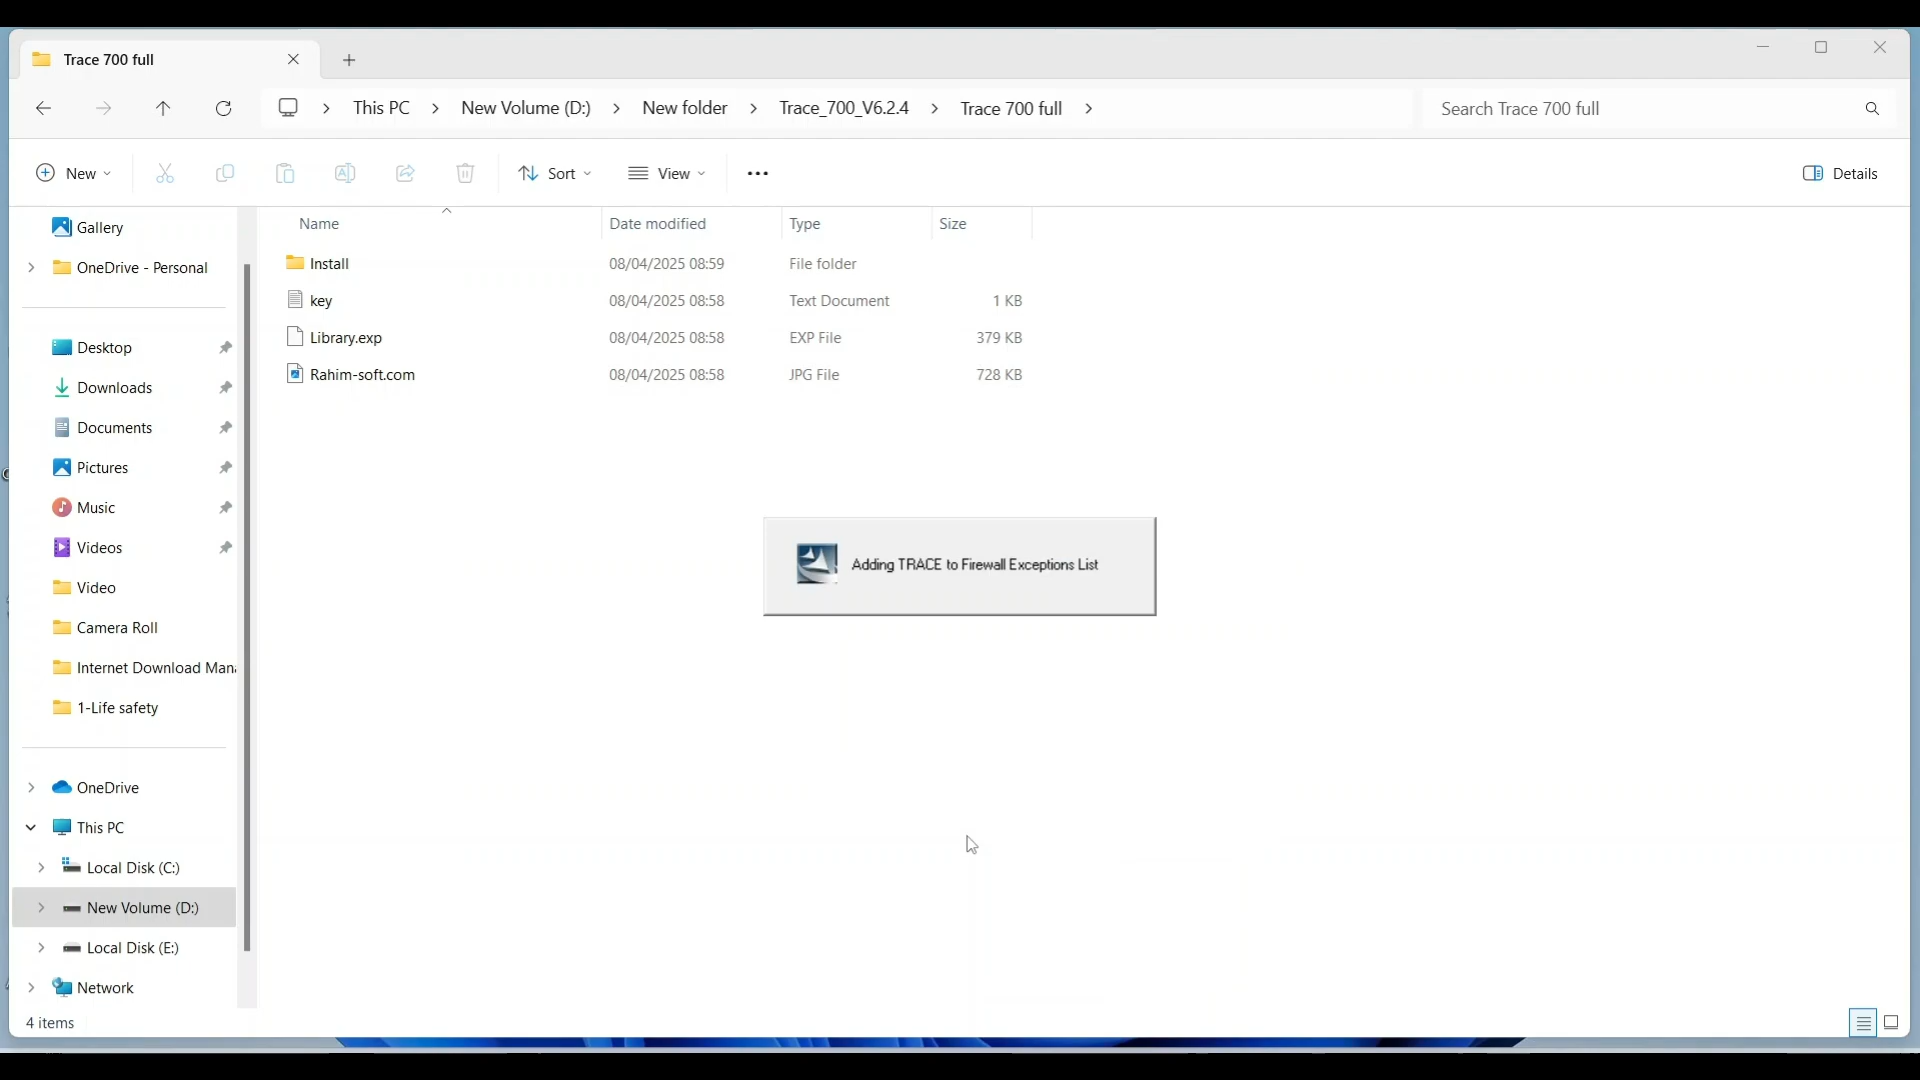 Trace 700 full
This PC > New Volume (D:) > New folder > Trace_700_V6.2.4 > Trace 700 full >
Search Trace 700 full
New
Sort
View
Details
Name Date modified Type Size
Install 08/04/2025 08:59 File folder
key 08/04/2025 08:58 Text Document 1 KB
Library.exp 08/04/2025 08:58 EXP File 379 KB
Rahim-soft.com 08/04/2025 08:58 JPG File 728 KB
Gallery
OneDrive - Personal
Desktop
Downloads
Documents
Pictures
Music
Videos
Video
Camera Roll
Internet Download Mana
1-Life safety
OneDrive
This PC
Local Disk (C:)
New Volume (D:)
Local Disk (E:)
Network
Adding TRACE to Firewall Exceptions List
4 items